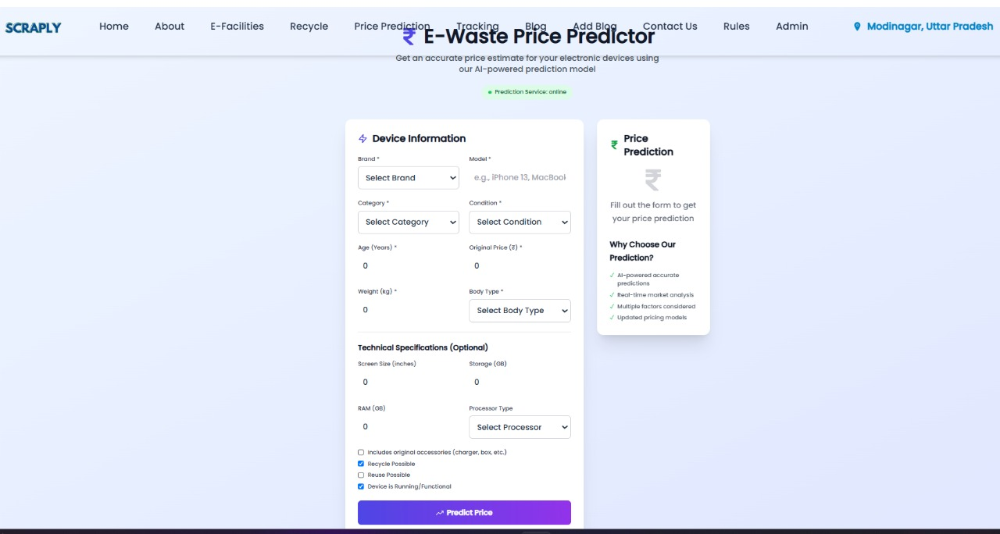 SCRAPLY
Home About E-Facilities Recycle Price Prediction Tracking Blog Add Blog Contact Us Rules Admin Modinagar, Uttar Pradesh
₹ E-Waste Price Predictor
Get an accurate price estimate for your electronic devices using
our AI-powered prediction model
Prediction Service: online
Device Information
Brand * Model *
Select Brand e.g., iPhone 13, MacBook
Category * Condition *
Select Category Select Condition
Age (Years) * Original Price (₹) *
0 0
Weight (kg) * Body Type *
0 Select Body Type
Technical Specifications (Optional)
Screen Size (inches) Storage (GB)
0 0
RAM (GB) Processor Type
0 Select Processor
Includes original accessories (charger, box, etc.)
Recycle Possible
Reuse Possible
Device is Running/Functional
Predict Price
₹ Price
Prediction
₹
Fill out the form to get
your price prediction
Why Choose Our
Prediction?
✓ AI-powered accurate
predictions
✓ Real-time market analysis
✓ Multiple factors considered
✓ Updated pricing models